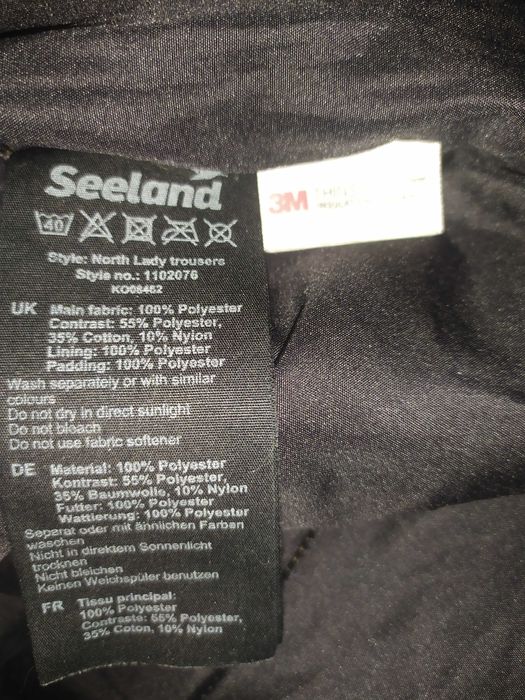 Seeland
3M
40
Style: North Lady trousers
Style no.: 1102076
KO08462
UK Main fabric: 100% Polyester
Contrast: 55% Polyester,
35% Cotton, 10% Nylon
Lining: 100% Polyester
Padding: 100% Polyester
Wash separately or with similar
colours
Do not dry in direct sunlight
Do not bleach
Do not use fabric softener
DE Material: 100% Polyester
Kontrast: 55% Polyester,
35% Baumwolle, 10% Nylon
Futter: 100% Polyester
Wattierung: 100% Polyester
Separat oder mit ähnlichen Farben
waschen
Nicht in direktem Sonnenlicht
trocknen
Nicht bleichen
Keinen Weichspüler benutzen
FR Tissu principal:
100% Polyester
Contraste: 55% Polyester,
35% Coton, 10% Nylon